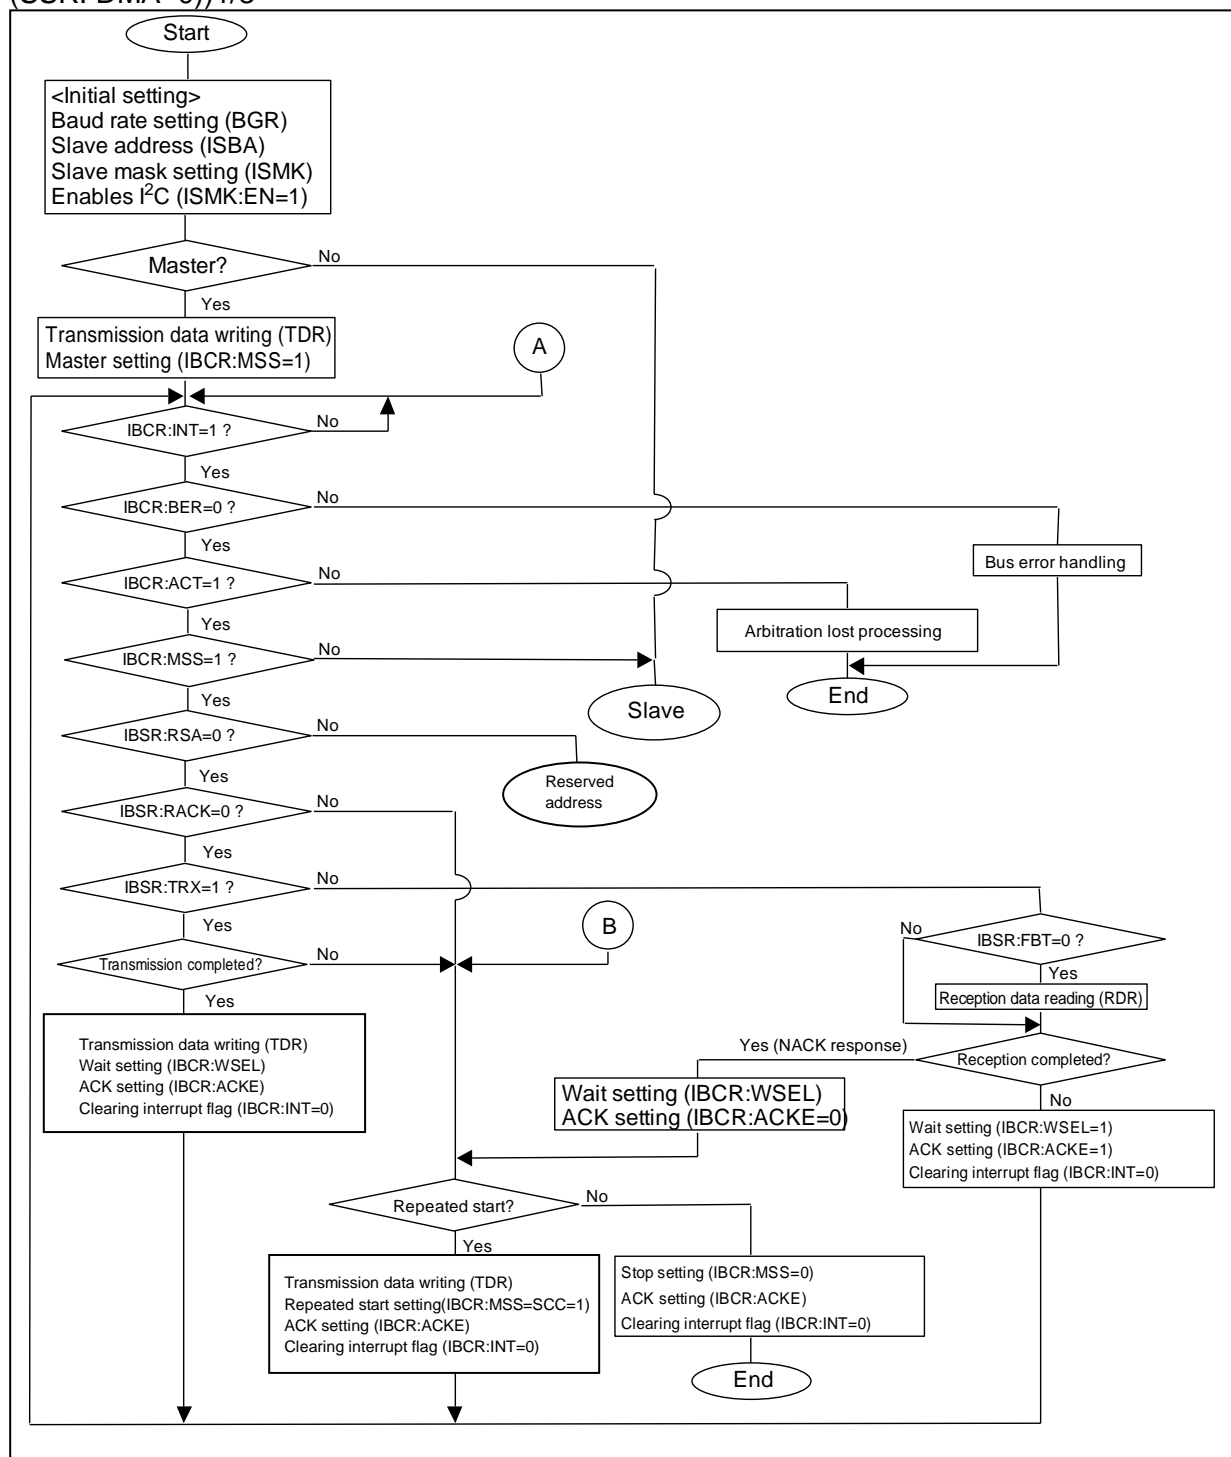 (SSR: DMA=0))1/3
Start
<Initial setting>
Baud rate setting (BGR)
Slave address (ISBA)
Slave mask setting (ISMK)
Enables I²C (ISMK:EN=1)
Master?
No
Yes
Transmission data writing (TDR)
Master setting (IBCR:MSS=1)
A
IBCR:INT=1 ?
No
Yes
IBCR:BER=0 ?
No
Yes
Bus error handling
IBCR:ACT=1 ?
No
Yes
Arbitration lost processing
IBCR:MSS=1 ?
No
Yes
Slave
End
IBSR:RSA=0 ?
No
Yes
Reserved
address
IBSR:RACK=0 ?
No
Yes
IBSR:TRX=1 ?
No
Yes
B
No
IBSR:FBT=0 ?
Transmission completed?
No
Yes
Yes
Reception data reading (RDR)
Transmission data writing (TDR)
Wait setting (IBCR:WSEL)
ACK setting (IBCR:ACKE)
Clearing interrupt flag (IBCR:INT=0)
Yes (NACK response)
Reception completed?
Wait setting (IBCR:WSEL)
ACK setting (IBCR:ACKE=0)
No
Wait setting (IBCR:WSEL=1)
ACK setting (IBCR:ACKE=1)
Clearing interrupt flag (IBCR:INT=0)
Repeated start?
No
Yes
Transmission data writing (TDR)
Repeated start setting(IBCR:MSS=SCC=1)
ACK setting (IBCR:ACKE)
Clearing interrupt flag (IBCR:INT=0)
Stop setting (IBCR:MSS=0)
ACK setting (IBCR:ACKE)
Clearing interrupt flag (IBCR:INT=0)
End